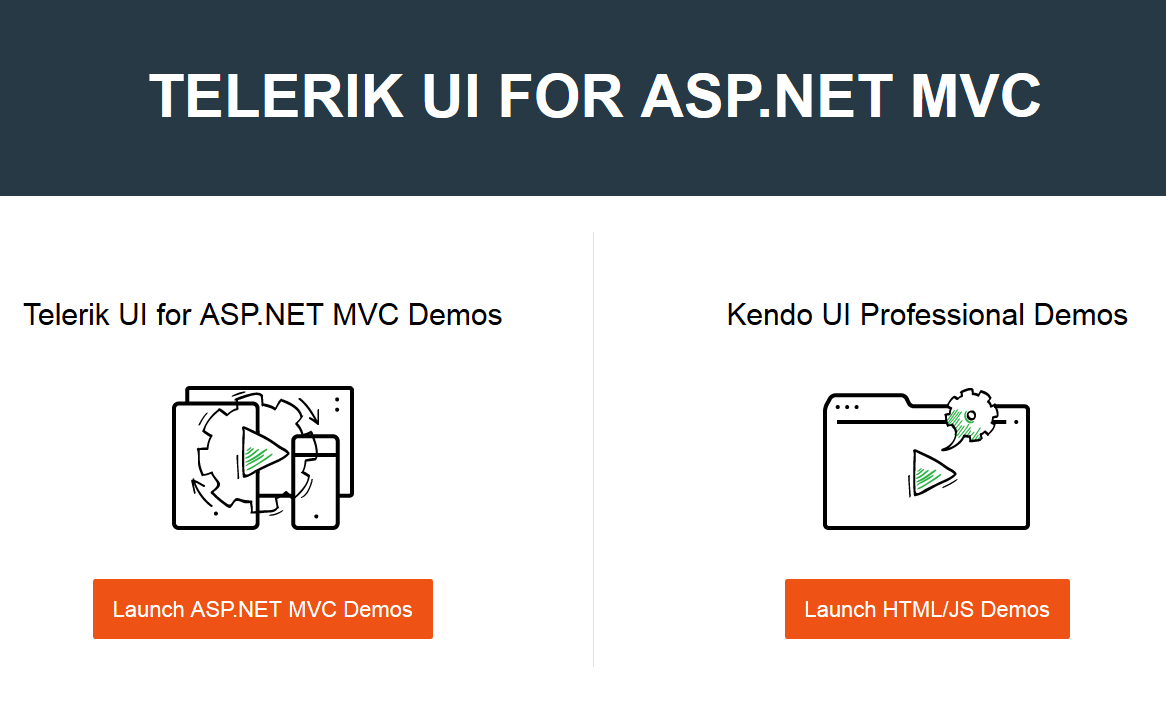 TELERIK UI FOR ASP.NET MVC
Telerik UI for ASP.NET MVC Demos
Launch ASP.NET MVC Demos
Kendo UI Professional Demos
Launch HTML/JS Demos